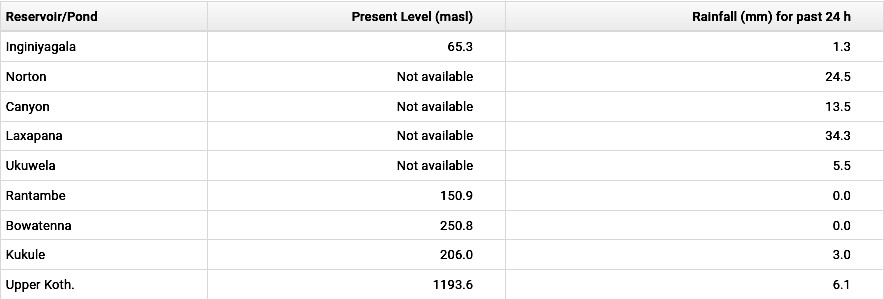 Reservoir/Pond Present Level (masl) Rainfall (mm) for past 24 h
Inginiyagala 65.3 1.3
Norton Not available 24.5
Canyon Not available 13.5
Laxapana Not available 34.3
Ukuwela Not available 5.5
Rantambe 150.9 0.0
Bowatenna 250.8 0.0
Kukule 206.0 3.0
Upper Koth. 1193.6 6.1